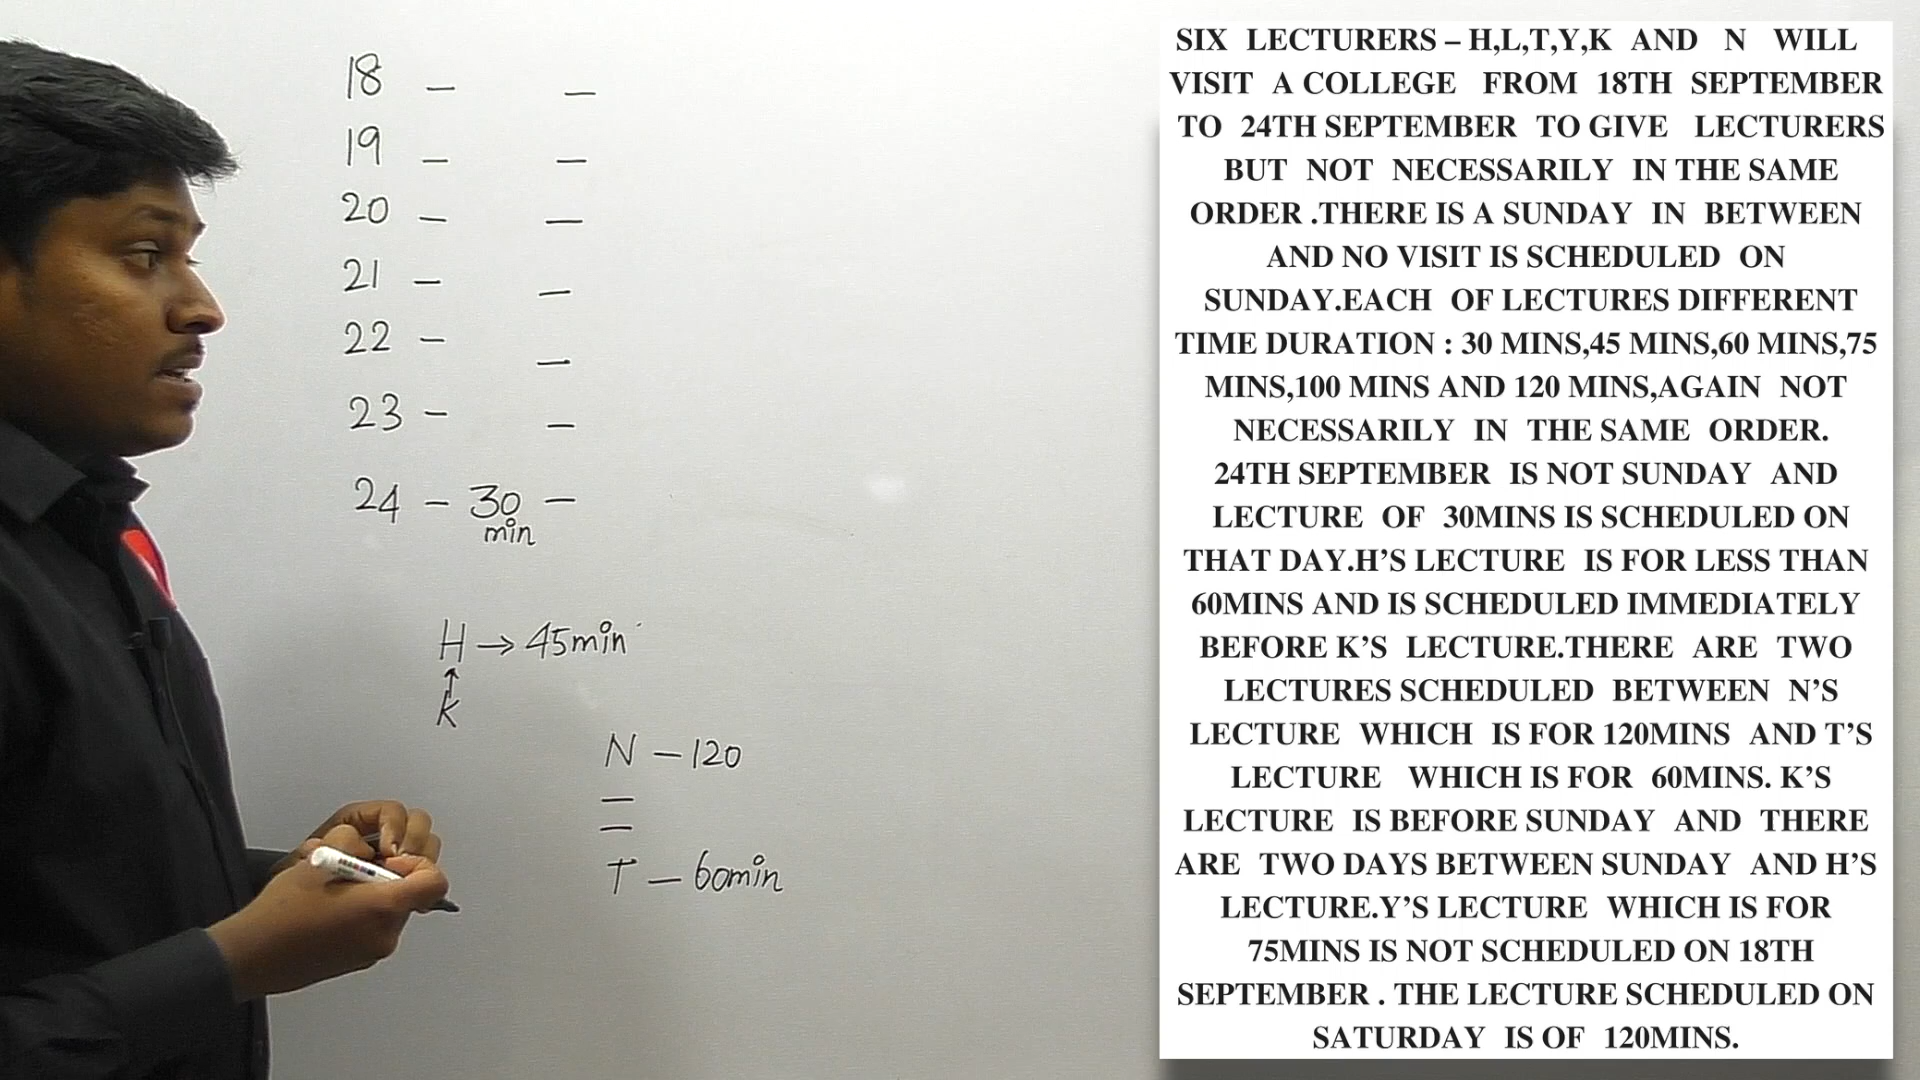 18 — —
19 — —
20 — —
21 — —
22 — —
23 — —
24 — 30 —
min
H → 45min
↑
K
N — 120
—
—
T — 60min
SIX LECTURERS – H,L,T,Y,K AND N WILL
VISIT A COLLEGE FROM 18TH SEPTEMBER
TO 24TH SEPTEMBER TO GIVE LECTURERS
BUT NOT NECESSARILY IN THE SAME
ORDER .THERE IS A SUNDAY IN BETWEEN
AND NO VISIT IS SCHEDULED ON
SUNDAY.EACH OF LECTURES DIFFERENT
TIME DURATION : 30 MINS,45 MINS,60 MINS,75
MINS,100 MINS AND 120 MINS,AGAIN NOT
NECESSARILY IN THE SAME ORDER.
24TH SEPTEMBER IS NOT SUNDAY AND
LECTURE OF 30MINS IS SCHEDULED ON
THAT DAY.H’S LECTURE IS FOR LESS THAN
60MINS AND IS SCHEDULED IMMEDIATELY
BEFORE K’S LECTURE.THERE ARE TWO
LECTURES SCHEDULED BETWEEN N’S
LECTURE WHICH IS FOR 120MINS AND T’S
LECTURE WHICH IS FOR 60MINS. K’S
LECTURE IS BEFORE SUNDAY AND THERE
ARE TWO DAYS BETWEEN SUNDAY AND H’S
LECTURE.Y’S LECTURE WHICH IS FOR
75MINS IS NOT SCHEDULED ON 18TH
SEPTEMBER . THE LECTURE SCHEDULED ON
SATURDAY IS OF 120MINS.